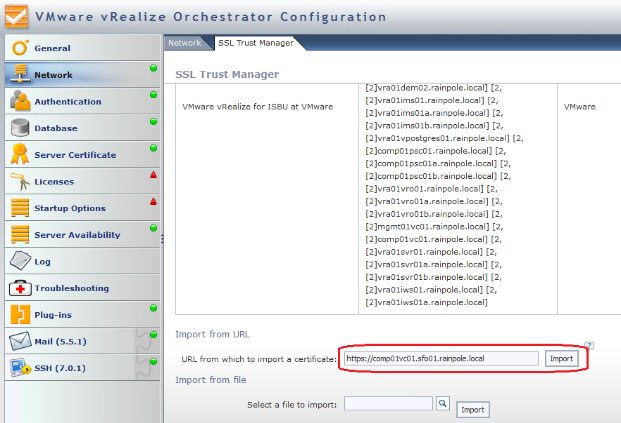 VMware vRealize Orchestrator Configuration
General
Network
Authentication
Database
Server Certificate
Licenses
Startup Options
Server Availability
Log
Troubleshooting
Plug-ins
Mail (5.5.1)
SSH (7.0.1)
Network
SSL Trust Manager
SSL Trust Manager
VMware vRealize for ISBU at VMware
[2]vra01dem02.rainpole.local] [2,
[2]vra01ims01.rainpole.local] [2,
[2]vra01ims01a.rainpole.local] [2,
[2]vra01ims01b.rainpole.local] [2,
[2]vra01vpostgres01.rainpole.local] [2,
[2]comp01psc01.rainpole.local] [2,
[2]comp01psc01a.rainpole.local] [2,
[2]comp01psc01b.rainpole.local] [2,
[2]vra01vro01.rainpole.local] [2,
[2]vra01vro01a.rainpole.local] [2,
[2]vra01vro01b.rainpole.local] [2,
[2]mgmt01vc01.rainpole.local] [2,
[2]comp01vc01.rainpole.local] [2,
[2]vra01svr01.rainpole.local] [2,
[2]vra01svr01a.rainpole.local] [2,
[2]vra01svr01b.rainpole.local] [2,
[2]vra01iws01.rainpole.local] [2,
[2]vra01iws01a.rainpole.local]
VMware
Import from URL
?
URL from which to import a certificate: https://comp01vc01.sfo01.rainpole.local Import
Import from file
Select a file to import: Import